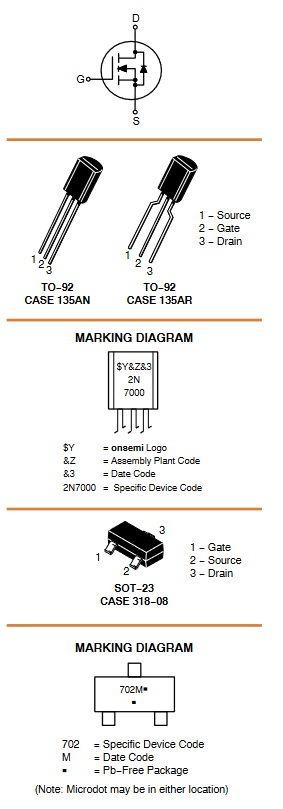 D
G
S
1 – Source
2 – Gate
3 – Drain
1
2
3
1
2
3
TO–92
CASE 135AN
TO–92
CASE 135AR
MARKING DIAGRAM
$Y&Z&3
2N
7000
$Y = onsemi Logo
&Z = Assembly Plant Code
&3 = Date Code
2N7000 = Specific Device Code
3
1
2
1 – Gate
2 – Source
3 – Drain
SOT–23
CASE 318–08
MARKING DIAGRAM
702M▪
▪
702 = Specific Device Code
M = Date Code
▪ = Pb–Free Package
(Note: Microdot may be in either location)